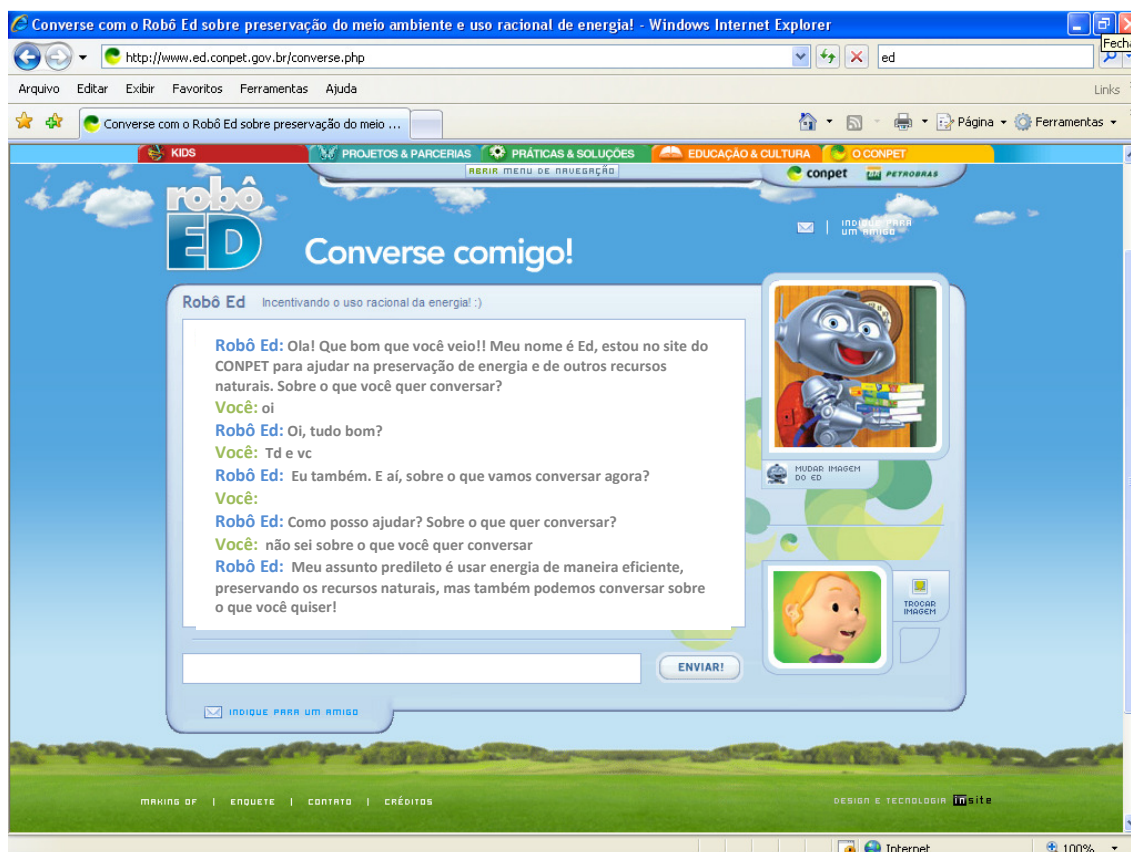 Converse com o Robô Ed sobre preservação do meio ambiente e uso racional de energia! - Windows Internet Explorer
Fech
http://www.ed.conpet.gov.br/converse.php
ed
Arquivo Editar Exibir Favoritos Ferramentas Ajuda
Links
Converse com o Robô Ed sobre preservação do meio ...
Página
Ferramentas
KIDS
PROJETOS & PARCERIAS
PRÁTICAS & SOLUÇÕES
EDUCAÇÃO & CULTURA
O CONPET
ABRIR MENU DE NAVEGAÇÃO
conpet
PETROBRAS
robô
ED
Converse comigo!
INDIQUE PARA
UM AMIGO
Robô Ed Incentivando o uso racional da energia! :)
Robô Ed: Ola! Que bom que você veio!! Meu nome é Ed, estou no site do
CONPET para ajudar na preservação de energia e de outros recursos
naturais. Sobre o que você quer conversar?
Você: oi
Robô Ed: Oi, tudo bom?
Você: Td e vc
Robô Ed: Eu também. E aí, sobre o que vamos conversar agora?
Você:
Robô Ed: Como posso ajudar? Sobre o que quer conversar?
Você: não sei sobre o que você quer conversar
Robô Ed: Meu assunto predileto é usar energia de maneira eficiente,
preservando os recursos naturais, mas também podemos conversar sobre
o que você quiser!
MUDAR IMAGEM
DO ED
TROCAR
IMAGEM
ENVIAR!
INDIQUE PARA UM AMIGO
MAKING OF | ENQUETE | CONTATO | CRÉDITOS
DESIGN E TECNOLOGIA insite
Internet
100%